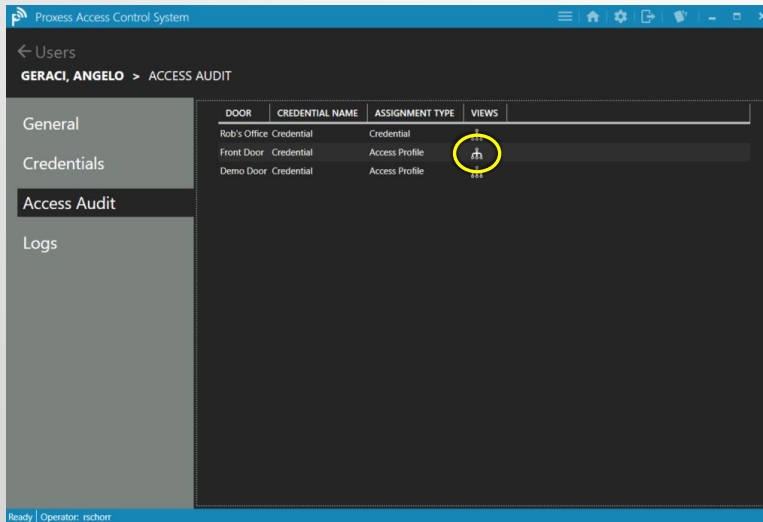 Proxess Access Control System
Users
GERACI, ANGELO > ACCESS AUDIT
General
Credentials
Access Audit
Logs
DOOR CREDENTIAL NAME ASSIGNMENT TYPE VIEWS
Rob's Office Credential Credential
Front Door Credential Access Profile
Demo Door Credential Access Profile
Ready Operator: rschorr